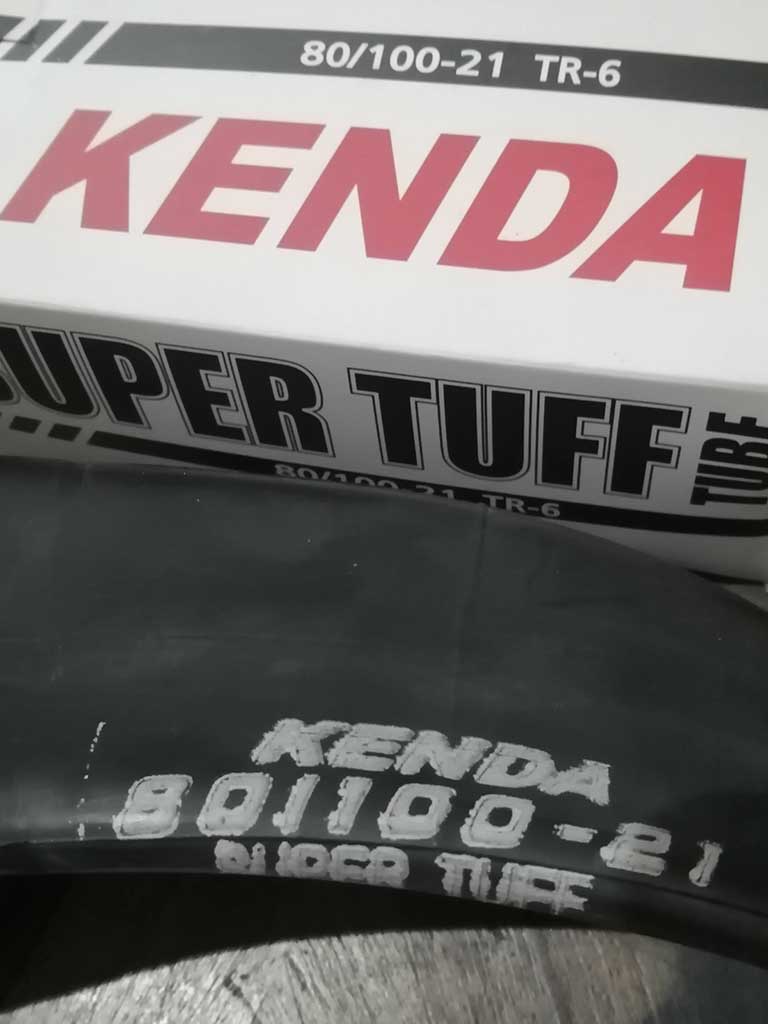 80/100-21 TR-6
KENDA
SUPER TUFF TUBE
80/100-21 TR-6
KENDA
80/100-21
SUPER TUFF